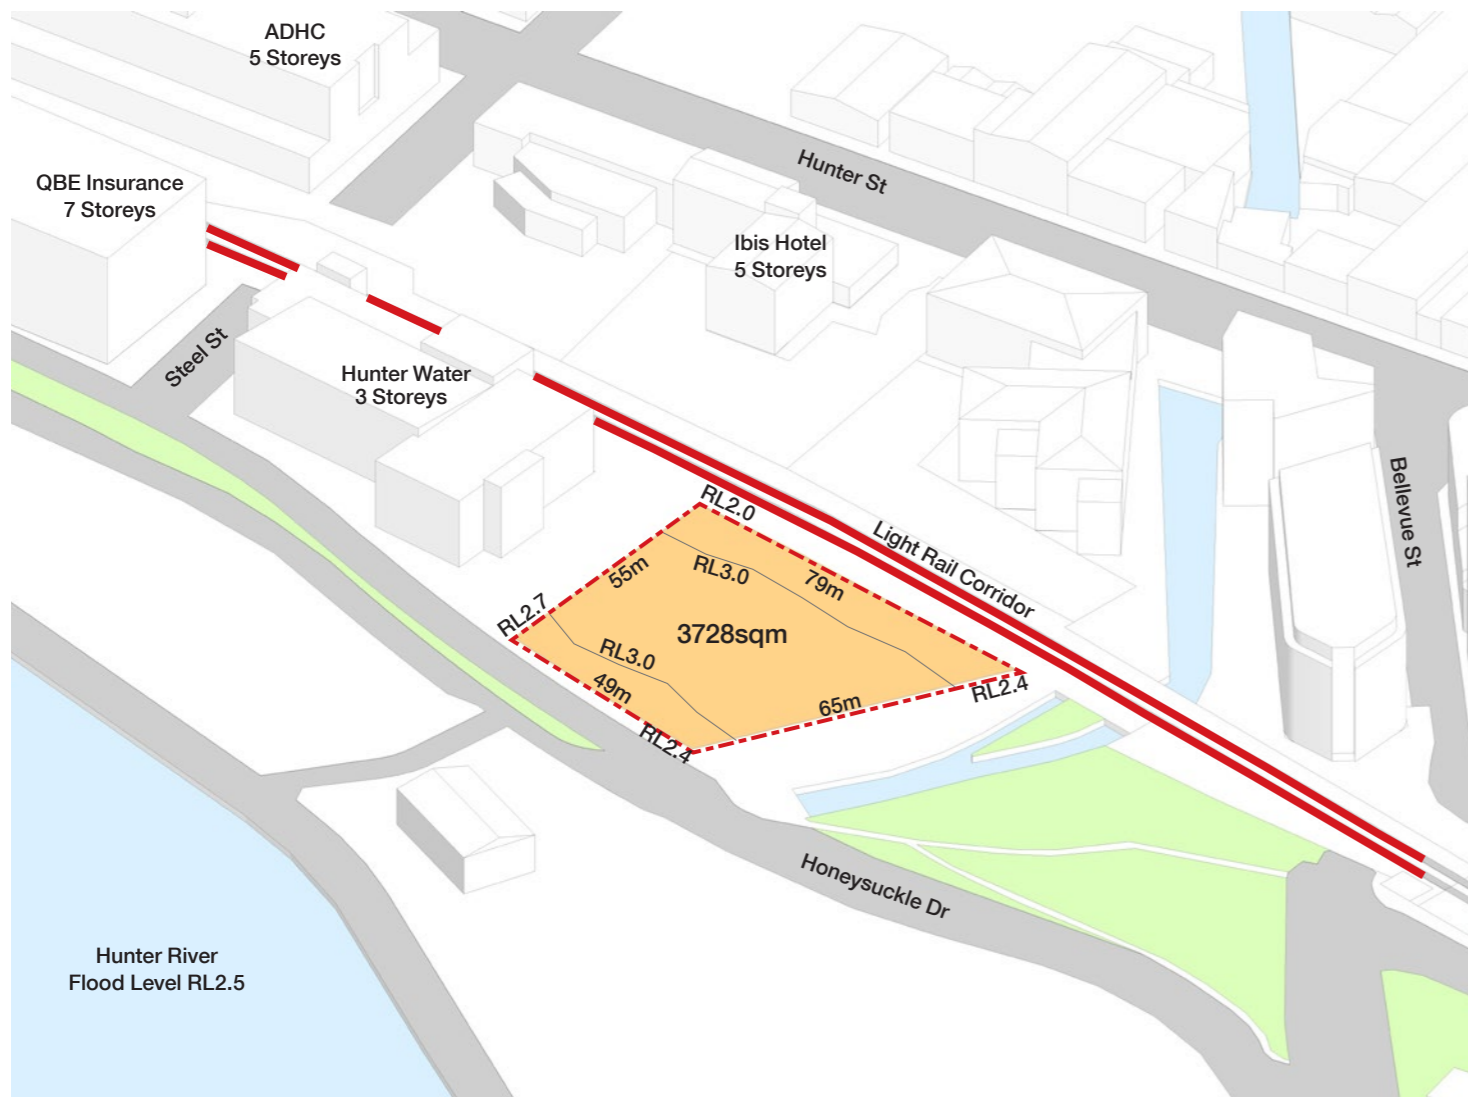 ADHC
5 Storeys
Hunter St
QBE Insurance
7 Storeys
Ibis Hotel
5 Storeys
Steel St
Hunter Water
3 Storeys
Bellevue St
RL2.0
Light Rail Corridor
RL3.0
79m
55m
RL2.7
3728sqm
RL3.0
49m
65m
RL2.4
RL2.4
Honeysuckle Dr
Hunter River
Flood Level RL2.5